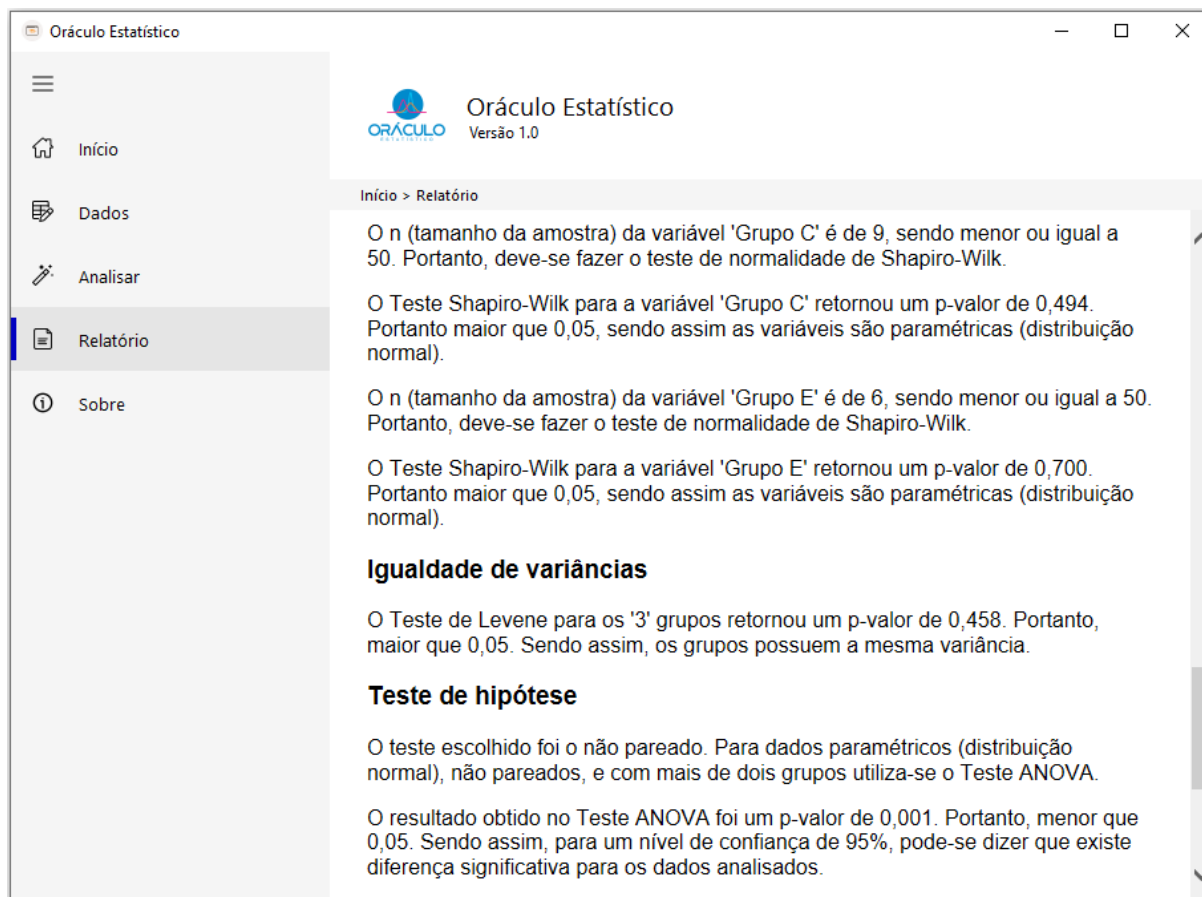 Oráculo Estatístico
Início
Dados
Analisar
Relatório
Sobre
ORÁCULO
ESTATÍSTICO
Oráculo Estatístico
Versão 1.0
Início > Relatório
O n (tamanho da amostra) da variável 'Grupo C' é de 9, sendo menor ou igual a
50. Portanto, deve-se fazer o teste de normalidade de Shapiro-Wilk.
O Teste Shapiro-Wilk para a variável 'Grupo C' retornou um p-valor de 0,494.
Portanto maior que 0,05, sendo assim as variáveis são paramétricas (distribuição
normal).
O n (tamanho da amostra) da variável 'Grupo E' é de 6, sendo menor ou igual a 50.
Portanto, deve-se fazer o teste de normalidade de Shapiro-Wilk.
O Teste Shapiro-Wilk para a variável 'Grupo E' retornou um p-valor de 0,700.
Portanto maior que 0,05, sendo assim as variáveis são paramétricas (distribuição
normal).
Igualdade de variâncias
O Teste de Levene para os '3' grupos retornou um p-valor de 0,458. Portanto,
maior que 0,05. Sendo assim, os grupos possuem a mesma variância.
Teste de hipótese
O teste escolhido foi o não pareado. Para dados paramétricos (distribuição
normal), não pareados, e com mais de dois grupos utiliza-se o Teste ANOVA.
O resultado obtido no Teste ANOVA foi um p-valor de 0,001. Portanto, menor que
0,05. Sendo assim, para um nível de confiança de 95%, pode-se dizer que existe
diferença significativa para os dados analisados.